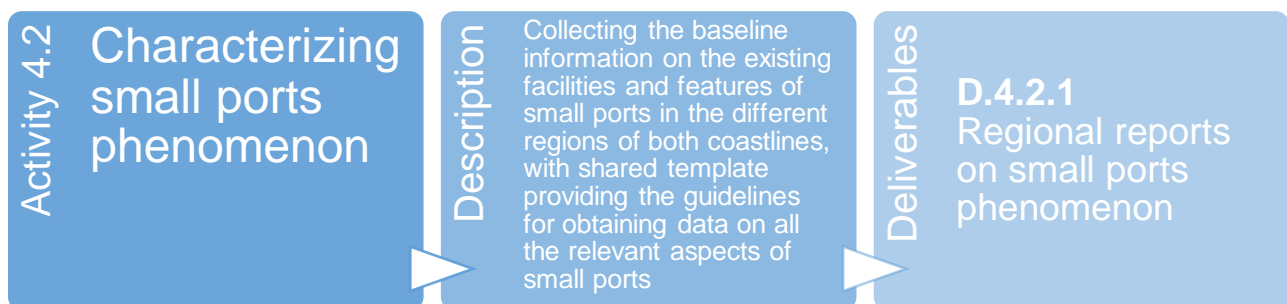 Activity 4.2
Characterizing
small ports
phenomenon
Description
Collecting the baseline
information on the existing
facilities and features of
small ports in the different
regions of both coastlines,
with shared template
providing the guidelines
for obtaining data on all
the relevant aspects of
small ports
Deliverables
D.4.2.1
Regional reports
on small ports
phenomenon